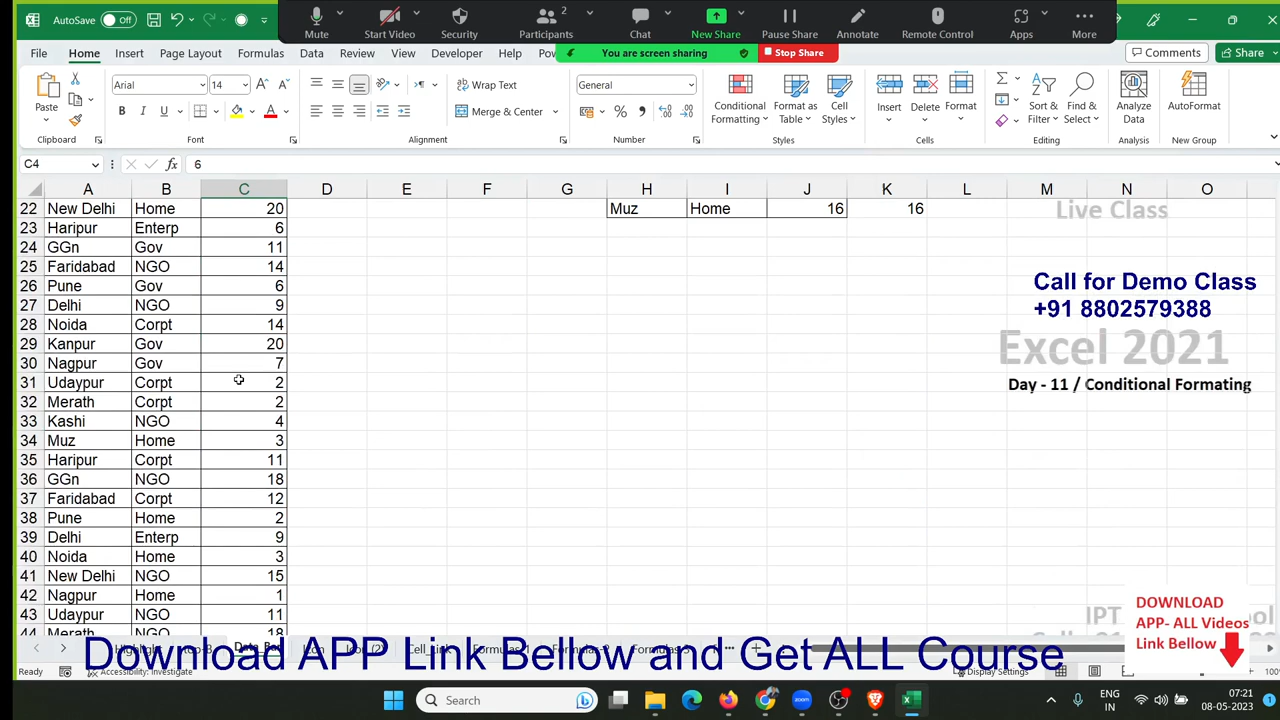 AutoSave Off
Mute Start Video Security Participants 2 Chat New Share Pause Share Annotate Remote Control Apps More
You are screen sharing Stop Share
File Home Insert Page Layout Formulas Data Review View Developer Help Comments Share
Paste
Arial 14
B I U
Wrap Text
Merge & Center
General
Conditional Formatting
Format as Table
Cell Styles
Insert Delete Format
Sort & Filter
Find & Select
Analyze Data
AutoFormat
Clipboard Font Alignment Number Styles Cells Editing Analysis New Group
C4 fx 6
A B C D E F G H I J K L M N O
22 New Delhi Home 20 Muz Home 16 16
23 Haripur Enterp 6
24 GGn Gov 11
25 Faridabad NGO 14
26 Pune Gov 6
27 Delhi NGO 9
28 Noida Corpt 14
29 Kanpur Gov 20
30 Nagpur Gov 7
31 Udaypur Corpt 2
32 Merath Corpt 2
33 Kashi NGO 4
34 Muz Home 3
35 Haripur Corpt 11
36 GGn NGO 18
37 Faridabad Corpt 12
38 Pune Home 2
39 Delhi Enterp 9
40 Noida Home 3
41 New Delhi NGO 15
42 Nagpur Home 1
43 Udaypur NGO 11
44 Merath NGO 18
Live Class
Call for Demo Class
+91 8802579388
Excel 2021
Day - 11 / Conditional Formating
DOWNLOAD
APP- ALL Videos
Link Bellow
Download APP Link Bellow and Get ALL Course
Ready Accessibility: Investigate Display Settings
Search
ENG
IN
07:21
08-05-2023